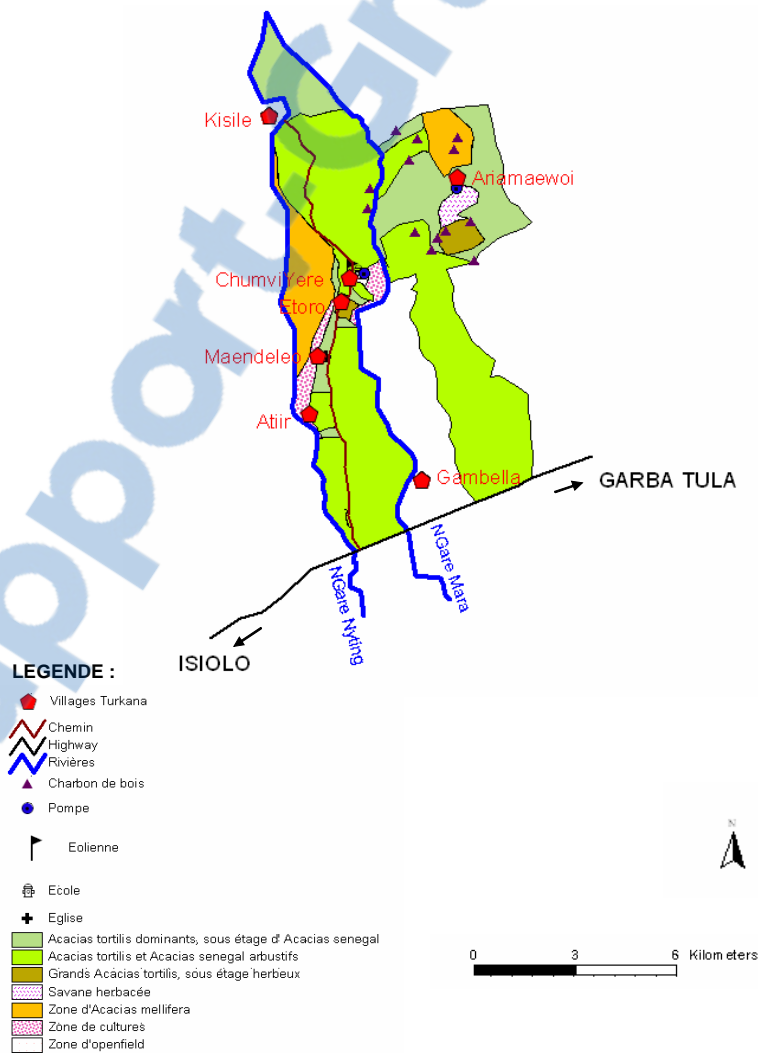 Kisile
Ariamaewoi
ChumviYere
Etoro
Maendeleo
Atiir
Gambella
GARBA TULA
NGare Mara
NGare Nyting
ISIOLO
LEGENDE :
Villages Turkana
Chemin
Highway
Rivières
Charbon de bois
Pompe
Eolienne
Ecole
Eglise
Acacias tortilis dominants, sous étage d' Acacias senegal
Acacias tortilis et Acacias senegal arbustifs
Grands Acacias tortilis, sous étage herbeux
Savane herbacée
Zone d'Acacias mellifera
Zone de cultures
Zone d'openfield
N
0 3 6 Kilometers